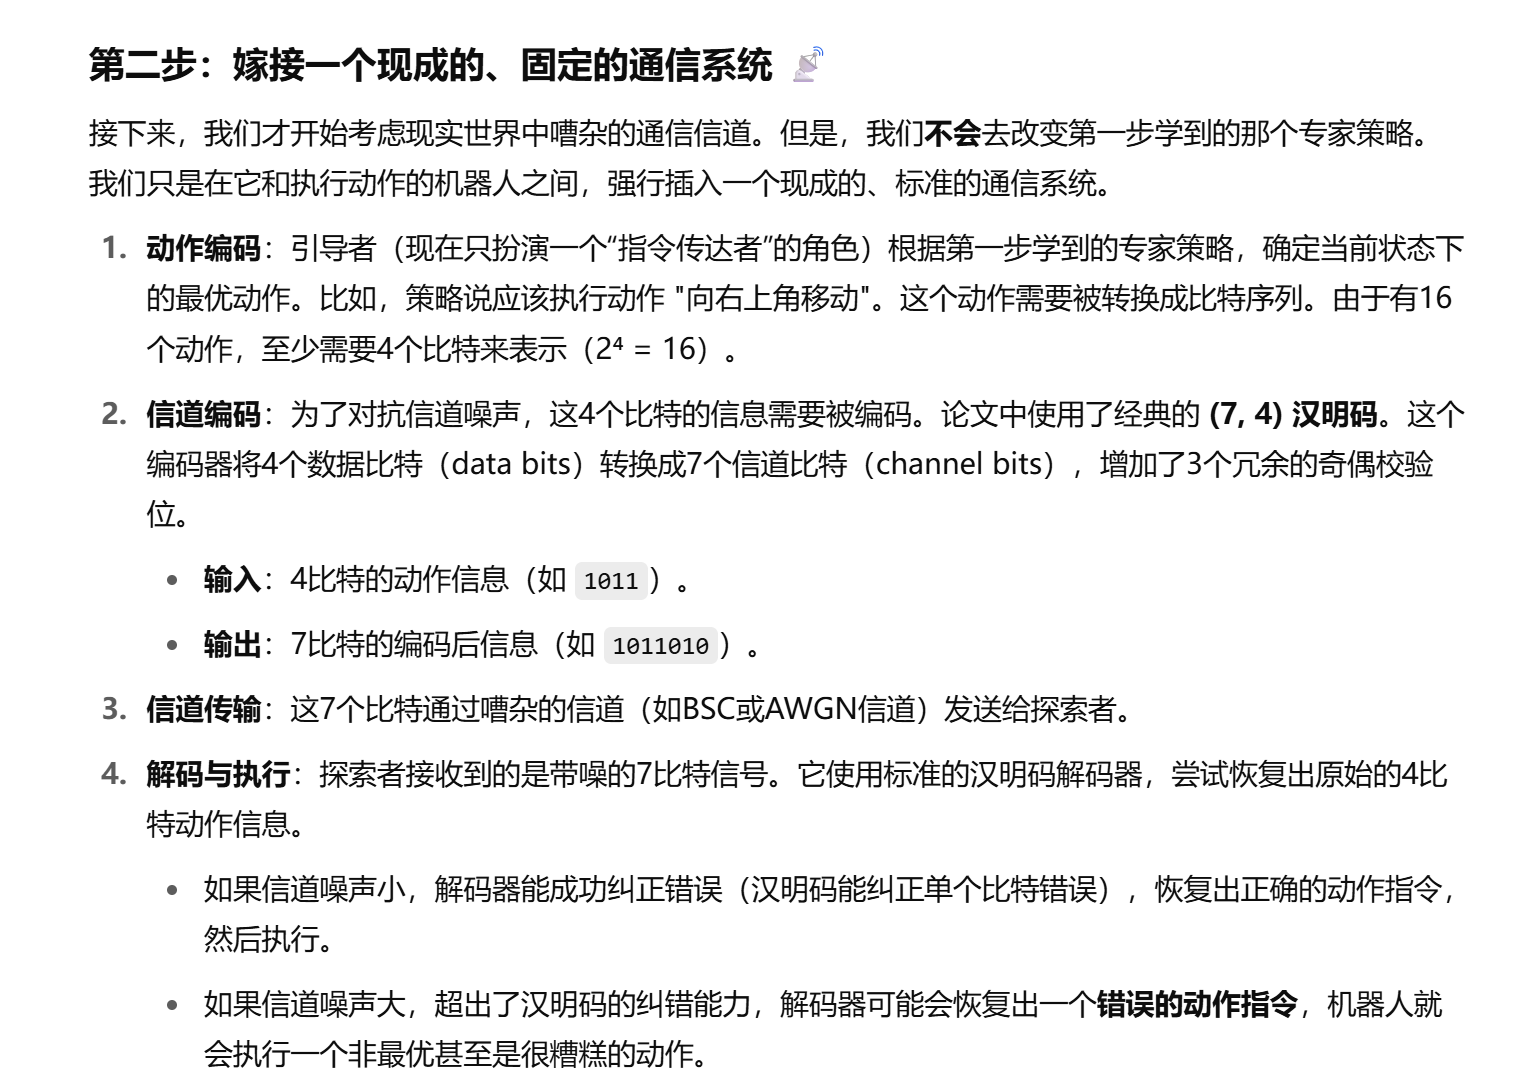 第二步：嫁接一个现成的、固定的通信系统
接下来，我们才开始考虑现实世界中嘈杂的通信信道。但是，我们不会去改变第一步学到的那个专家策略。
我们只是在它和执行动作的机器人之间，强行插入一个现成的、标准的通信系统。
1. 动作编码：引导者（现在只扮演一个“指令传达者”的角色）根据第一步学到的专家策略，确定当前状态下
的最优动作。比如，策略说应该执行动作 "向右上角移动"。这个动作需要被转换成比特序列。由于有16
个动作，至少需要4个比特来表示（2⁴ = 16）。
2. 信道编码：为了对抗信道噪声，这4个比特的信息需要被编码。论文中使用了经典的 (7, 4) 汉明码。这个
编码器将4个数据比特（data bits）转换成7个信道比特（channel bits），增加了3个冗余的奇偶校验
位。
• 输入：4比特的动作信息（如 1011）。
• 输出：7比特的编码后信息（如 1011010）。
3. 信道传输：这7个比特通过嘈杂的信道（如BSC或AWGN信道）发送给探索者。
4. 解码与执行：探索者接收到的是带噪的7比特信号。它使用标准的汉明码解码器，尝试恢复出原始的4比
特动作信息。
• 如果信道噪声小，解码器能成功纠正错误（汉明码能纠正单个比特错误），恢复出正确的动作指令，
然后执行。
• 如果信道噪声大，超出了汉明码的纠错能力，解码器可能会恢复出一个错误的动作指令，机器人就
会执行一个非最优甚至是很糟糕的动作。